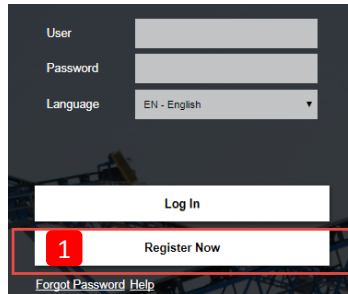 User
Password
Language EN - English
Log In
1 Register Now
Forgot Password Help